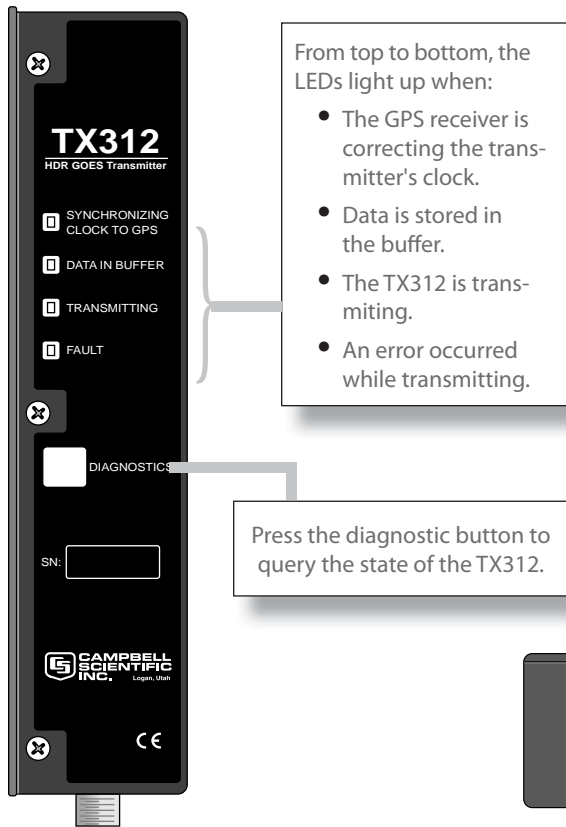 TX312
HDR GOES Transmitter
SYNCHRONIZING
CLOCK TO GPS
DATA IN BUFFER
TRANSMITTING
FAULT
DIAGNOSTICS
SN:
CAMPBELL
SCIENTIFIC
INC.
Logan, Utah
CE
From top to bottom, the
LEDs light up when:
• The GPS receiver is
correcting the trans-
mitter's clock.
• Data is stored in
the buffer.
• The TX312 is trans-
miting.
• An error occurred
while transmitting.
Press the diagnostic button to
query the state of the TX312.